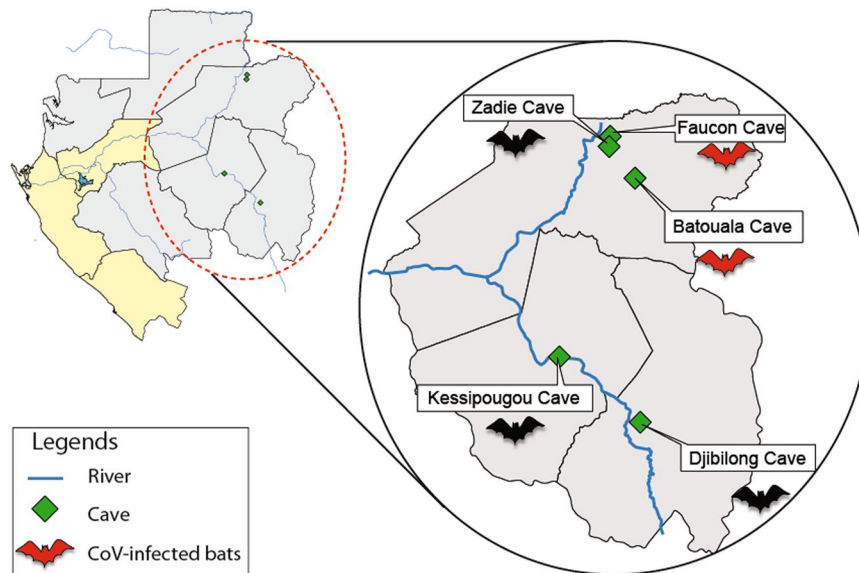 Zadie Cave
Faucon Cave
Batouala Cave
Kessipougou Cave
Djibilong Cave
Legends
River
Cave
CoV-infected bats